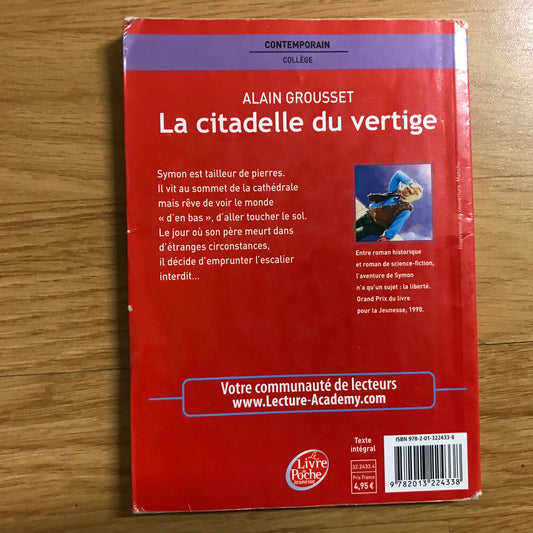 CONTEMPORAIN
COLLÈGE
ALAIN GROUSSET
La citadelle du vertige
Symon est tailleur de pierres.
Il vit au sommet de la cathédrale
mais rêve de voir le monde
« d'en bas », d'aller toucher le sol.
Le jour où son père meurt dans
d'étranges circonstances,
il décide d'emprunter l'escalier
interdit...
Illustration de couverture : Manchu
Entre roman historique
et roman de science-fiction,
l'aventure de Symon
n'a qu'un sujet : la liberté.
Grand Prix du livre
pour la Jeunesse, 1990.
Votre communauté de lecteurs
www.Lecture-Academy.com
Le
Livre
de
Poche
Jeunesse
Texte
intégral
32.2433.4
Prix France
4,95 €
ISBN 978-2-01-322433-8
9 782013 224338